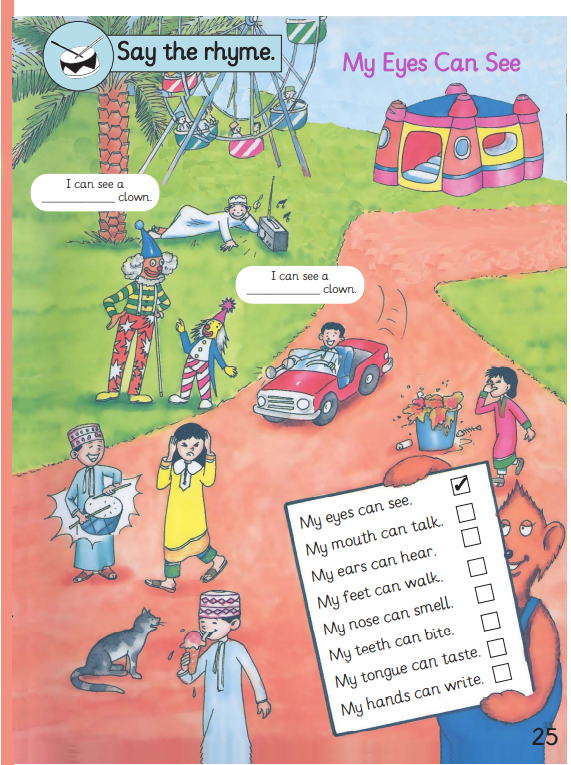 Say the rhyme.
My Eyes Can See
I can see a
____________ clown.
I can see a
____________ clown.
My eyes can see. ✓
My mouth can talk.
My ears can hear.
My feet can walk.
My nose can smell.
My teeth can bite.
My tongue can taste.
My hands can write.
25